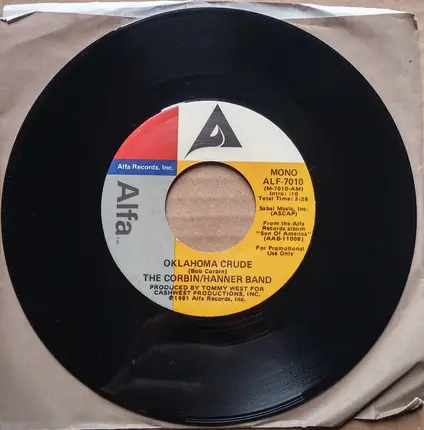 Alfa Records, Inc.
Alfa™
MONO
ALF-7010
(M-7010-AM)
Intro: :10
Total Time: 3:28
Sabal Music, Inc.
(ASCAP)
From the Alfa
Records album
"Son Of America"
(AAB-11008)
For Promotional
Use Only
OKLAHOMA CRUDE
(Bob Corbin)
THE CORBIN/HANNER BAND
PRODUCED BY TOMMY WEST FOR
CASHWEST PRODUCTIONS, INC.
℗1981 Alfa Records, Inc.